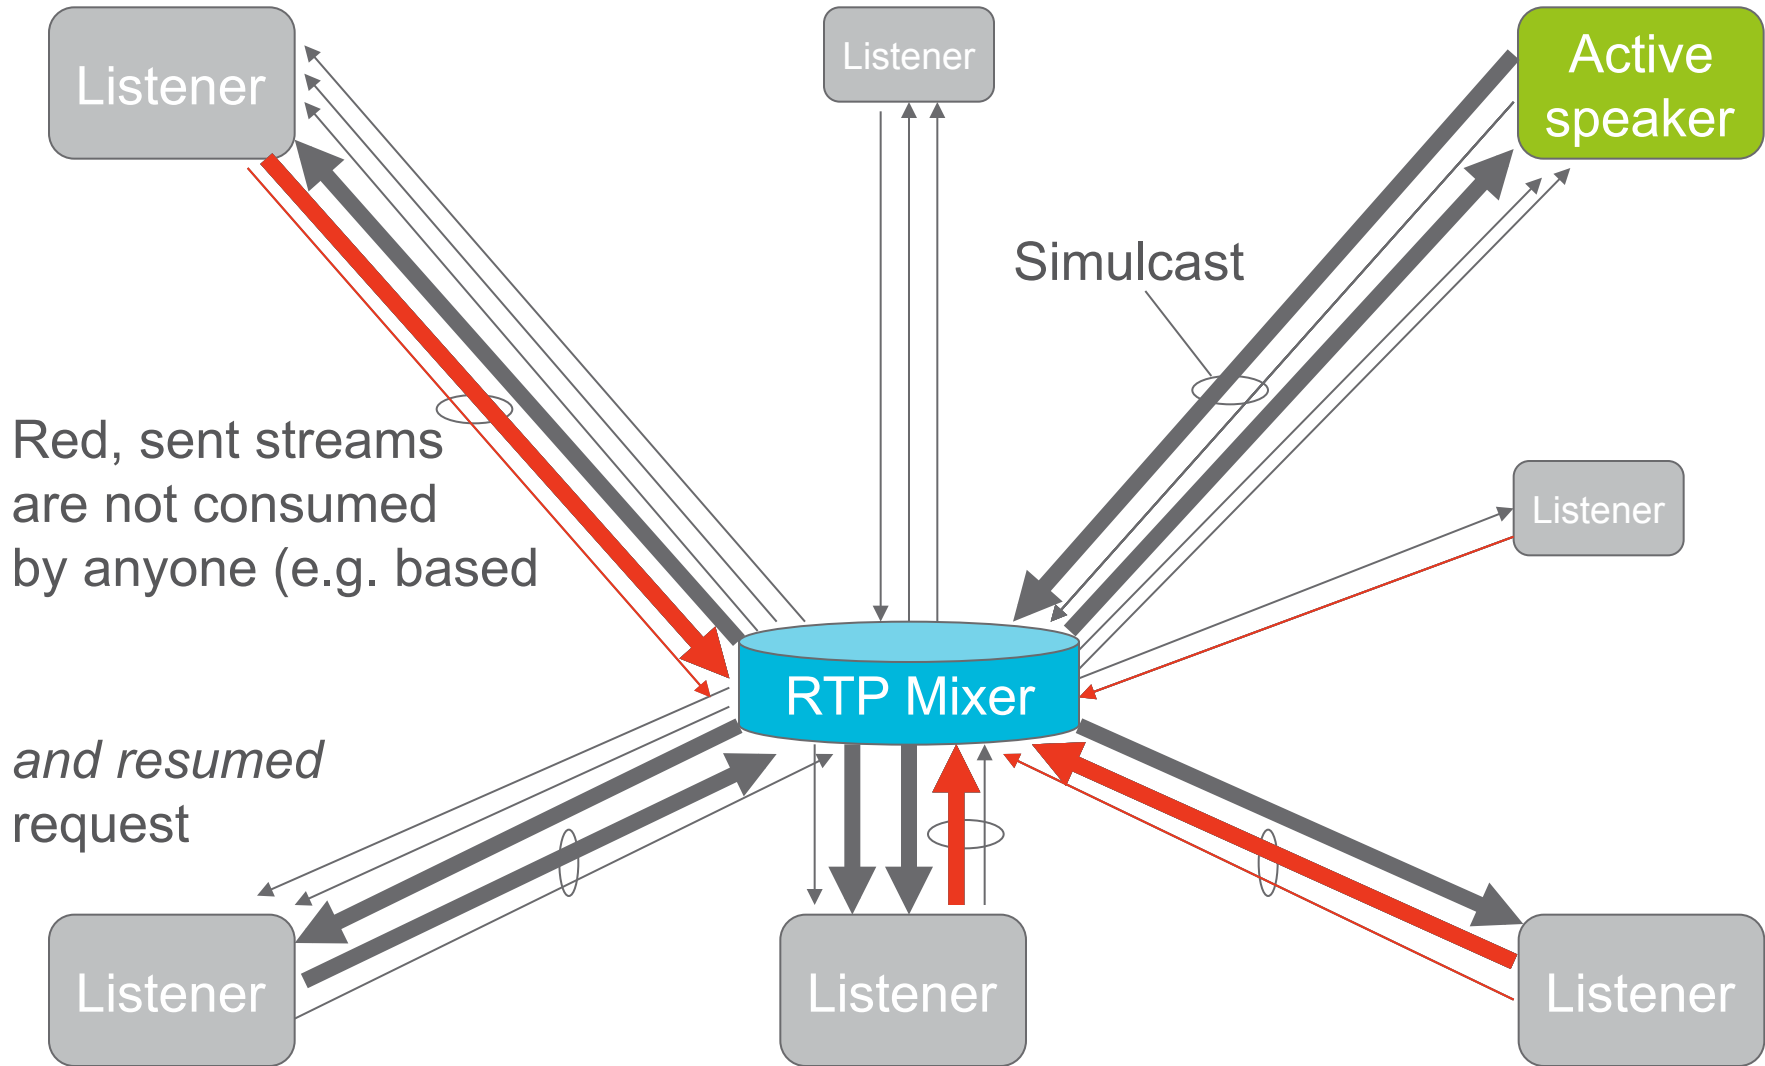 Listener
Listener
Active
speaker
Simulcast
Red, sent streams
are not consumed
by anyone (e.g. based
Listener
RTP Mixer
and resumed
request
Listener
Listener
Listener